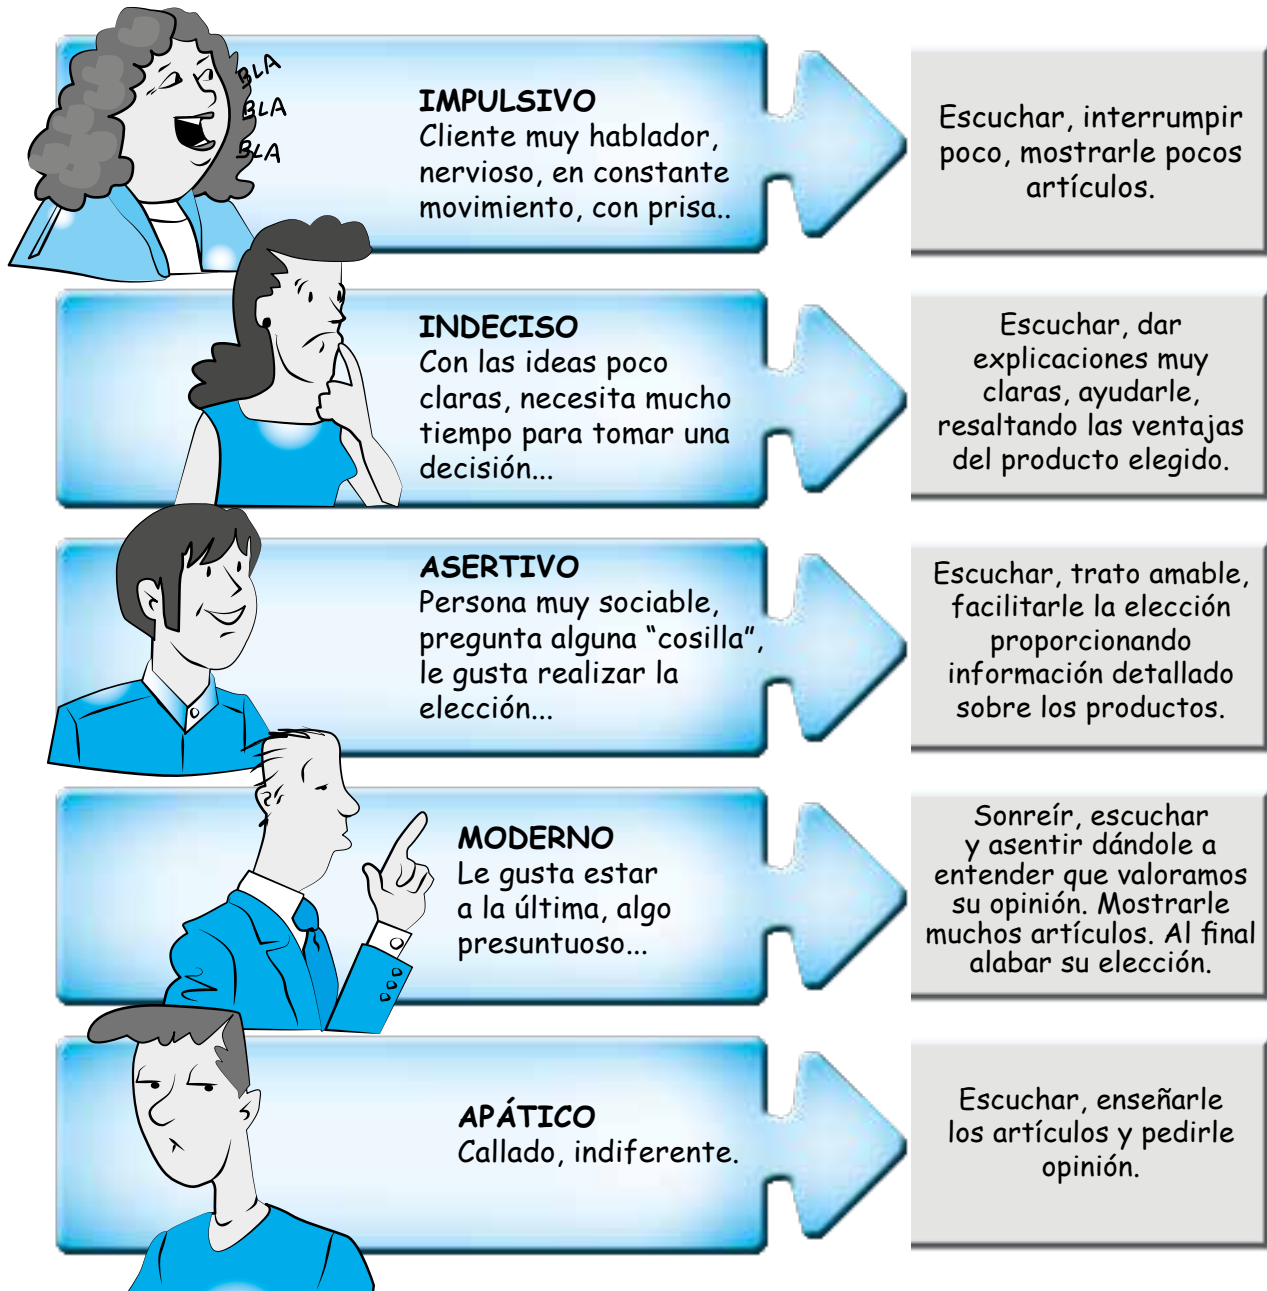 BLA
BLA
BLA
IMPULSIVO
Cliente muy hablador,
nervioso, en constante
movimiento, con prisa..
Escuchar, interrumpir
poco, mostrarle pocos
artículos.
INDECISO
Con las ideas poco
claras, necesita mucho
tiempo para tomar una
decisión...
Escuchar, dar
explicaciones muy
claras, ayudarle,
resaltando las ventajas
del producto elegido.
ASERTIVO
Persona muy sociable,
pregunta alguna “cosilla”,
le gusta realizar la
elección...
Escuchar, trato amable,
facilitarle la elección
proporcionando
información detallado
sobre los productos.
MODERNO
Le gusta estar
a la última, algo
presuntuoso...
Sonreír, escuchar
y asentir dándole a
entender que valoramos
su opinión. Mostrarle
muchos artículos. Al final
alabar su elección.
APÁTICO
Callado, indiferente.
Escuchar, enseñarle
los artículos y pedirle
opinión.